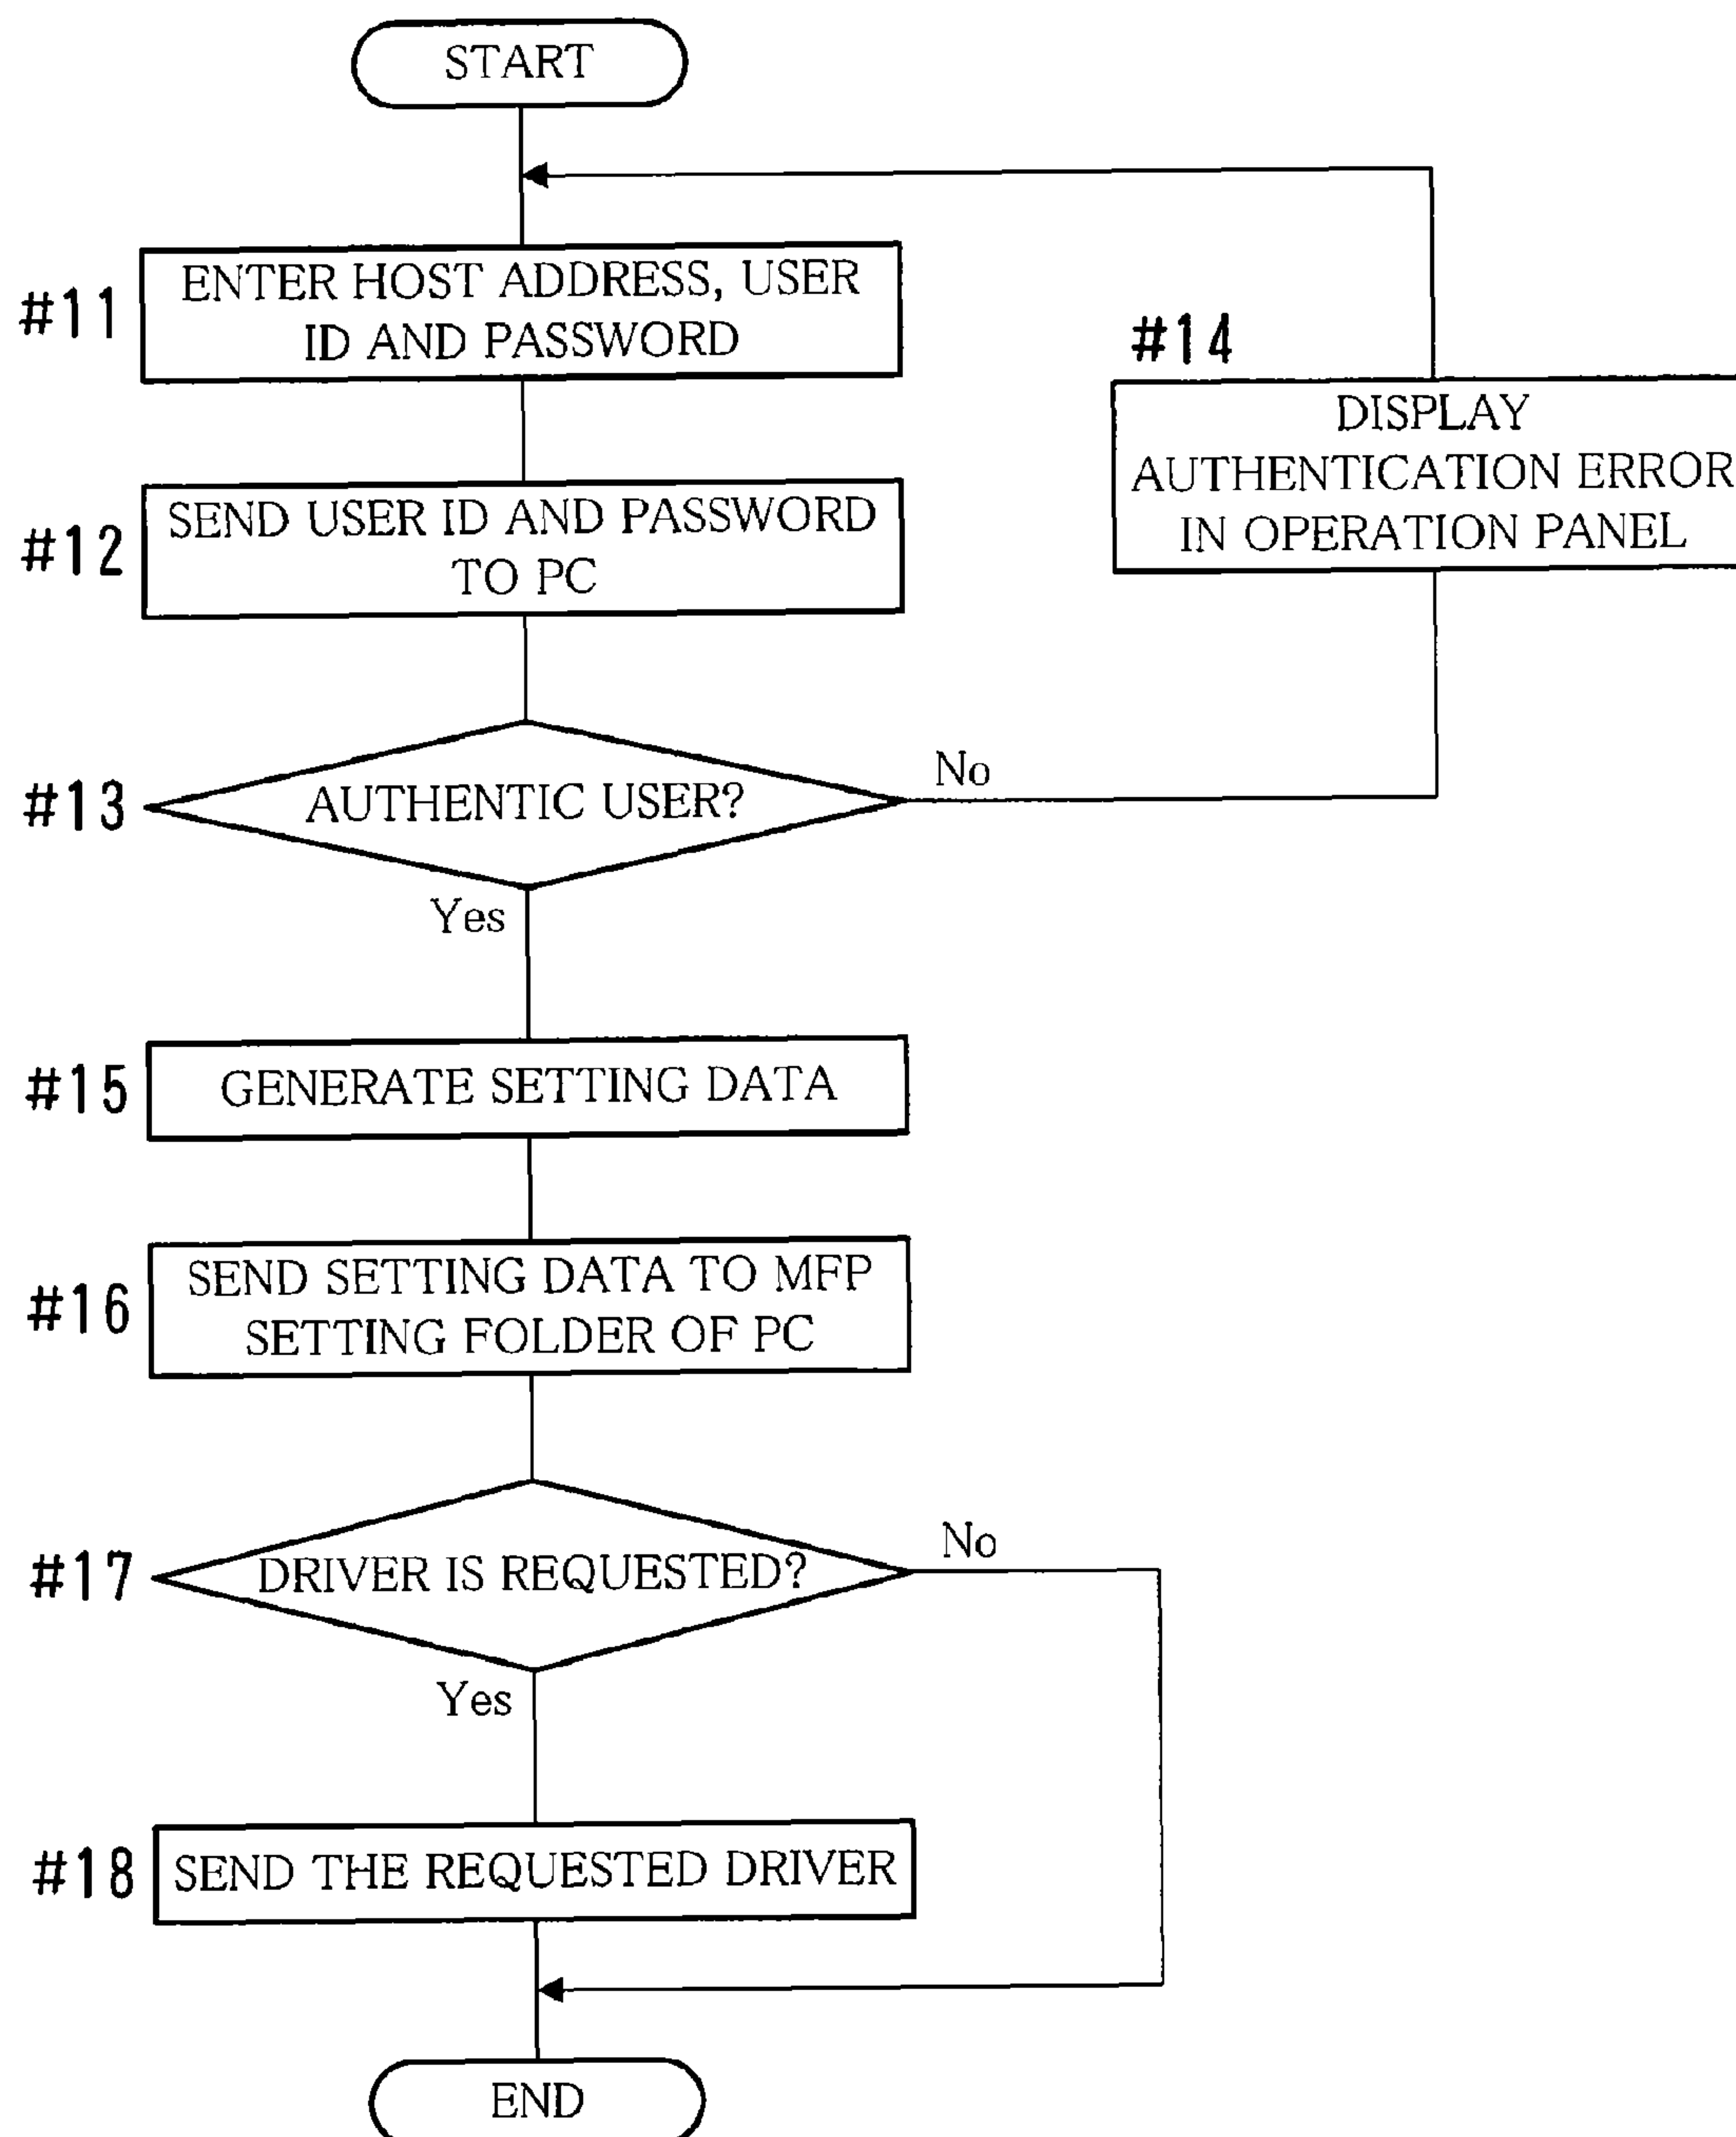 START
#11
ENTER HOST ADDRESS, USER
ID AND PASSWORD
#14
DISPLAY
AUTHENTICATION ERROR
IN OPERATION PANEL
#12
SEND USER ID AND PASSWORD
TO PC
#13
AUTHENTIC USER?
No
Yes
#15
GENERATE SETTING DATA
#16
SEND SETTING DATA TO MFP
SETTING FOLDER OF PC
#17
DRIVER IS REQUESTED?
No
Yes
#18
SEND THE REQUESTED DRIVER
END